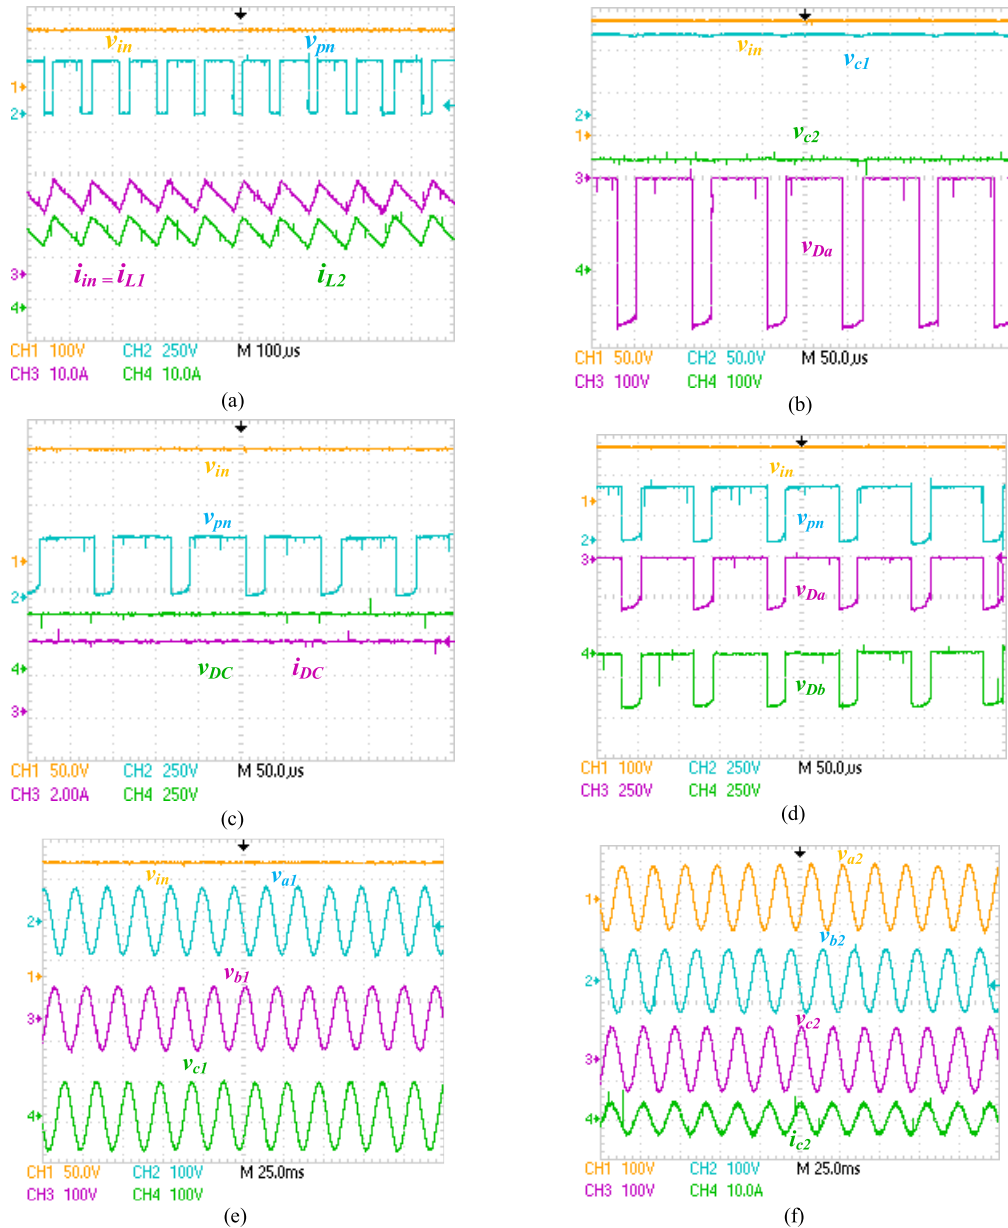 v_in v_pn
1
2
i_in = i_L1 i_L2
3
4
CH1 100V CH2 250V M 100µs
CH3 10.0A CH4 10.0A
(a)
v_in v_c1
2
1
v_c2
3
v_Da
4
CH1 50.0V CH2 50.0V M 50.0µs
CH3 100V CH4 100V
(b)
v_in
v_pn
1
2
v_DC i_DC
4
3
CH1 50.0V CH2 250V M 50.0µs
CH3 2.00A CH4 250V
(c)
v_in
1
v_pn
2
3
v_Da
4
v_Db
CH1 100V CH2 250V M 50.0µs
CH3 250V CH4 250V
(d)
v_in v_a1
2
v_b1
1
3
v_c1
4
CH1 50.0V CH2 100V M 25.0ms
CH3 100V CH4 100V
(e)
v_a2
1
v_b2
2
v_c2
3
4
i_c2
CH1 100V CH2 100V M 25.0ms
CH3 100V CH4 10.0A
(f)